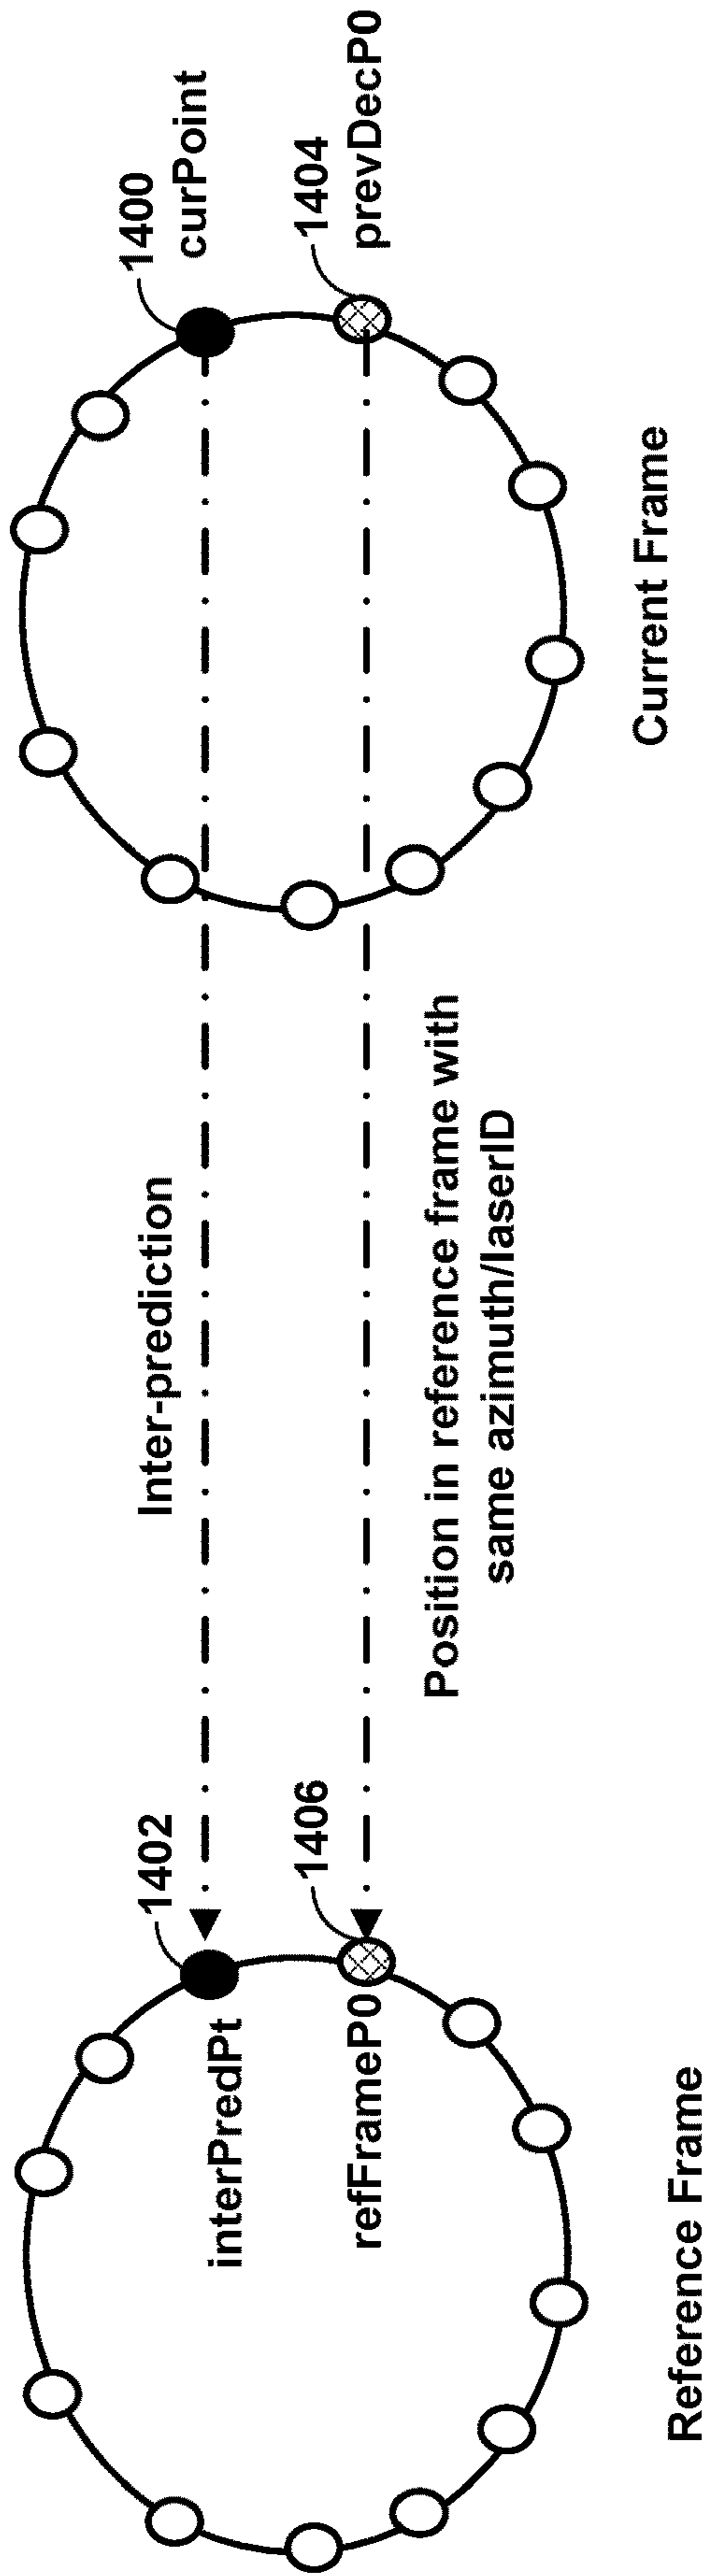 1402
interPredPt
1406
refFrameP0
Reference Frame
Inter-prediction
Position in reference frame with
same azimuth/laserID
1400
curPoint
1404
prevDecP0
Current Frame